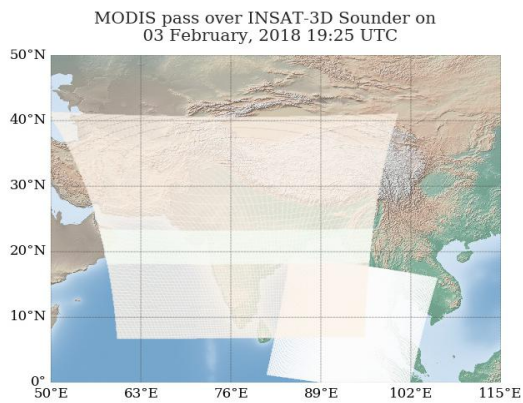 MODIS pass over INSAT-3D Sounder on
03 February, 2018 19:25 UTC
50°N
40°N
30°N
20°N
10°N
0°
50°E 63°E 76°E 89°E 102°E 115°E